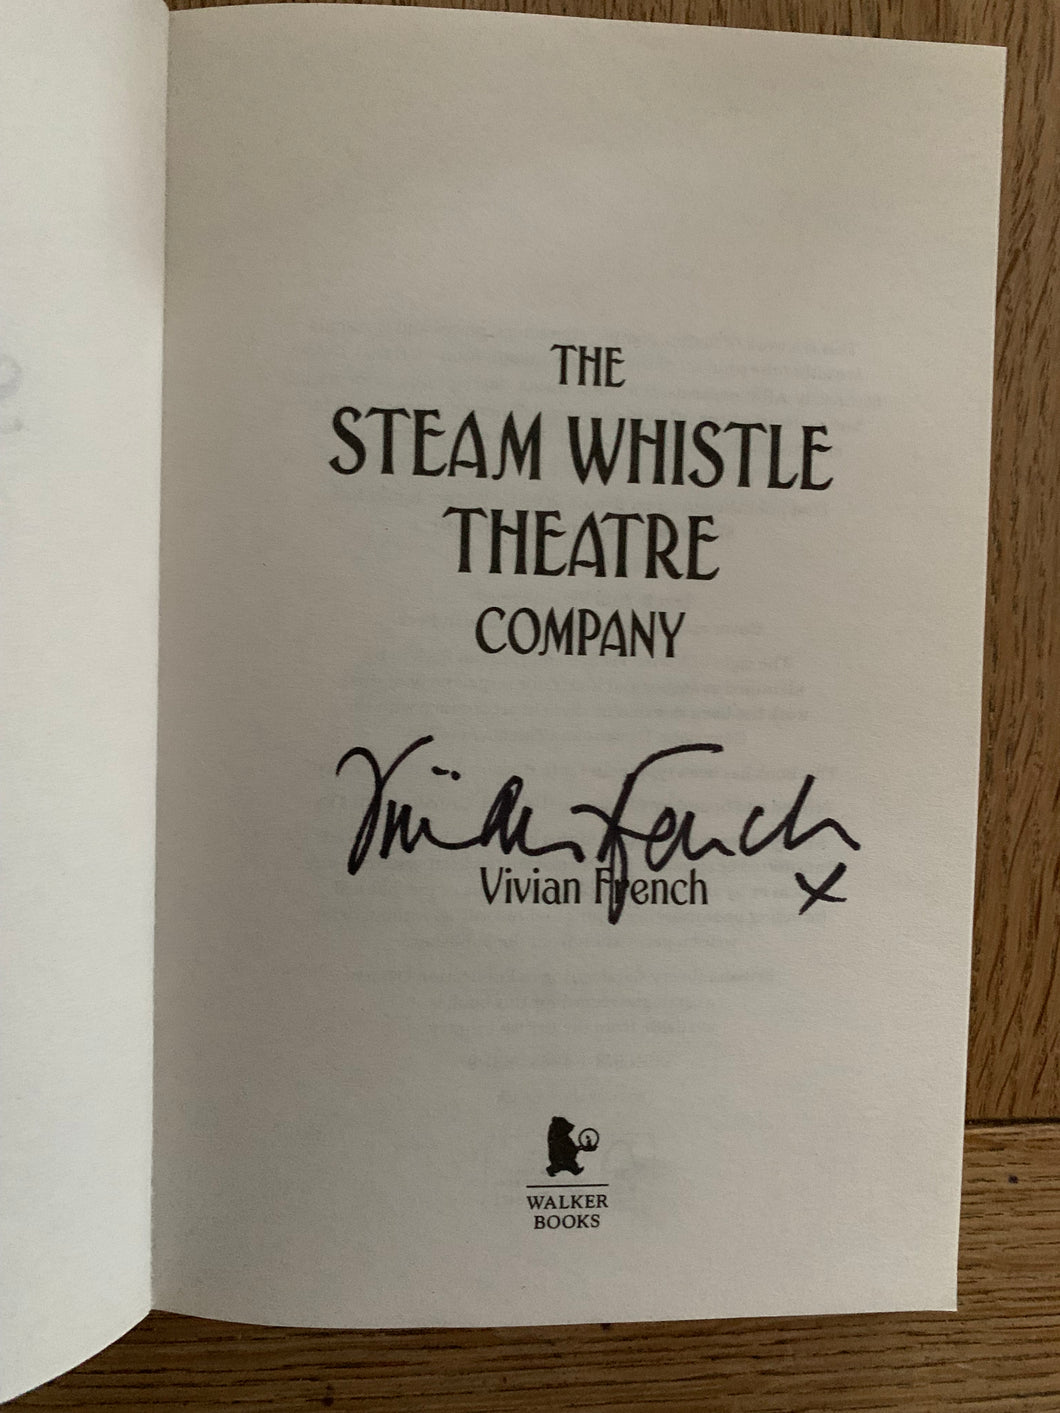 THE
STEAM WHISTLE
THEATRE
COMPANY
Vivian French
Vivian French
x
WALKER
BOOKS